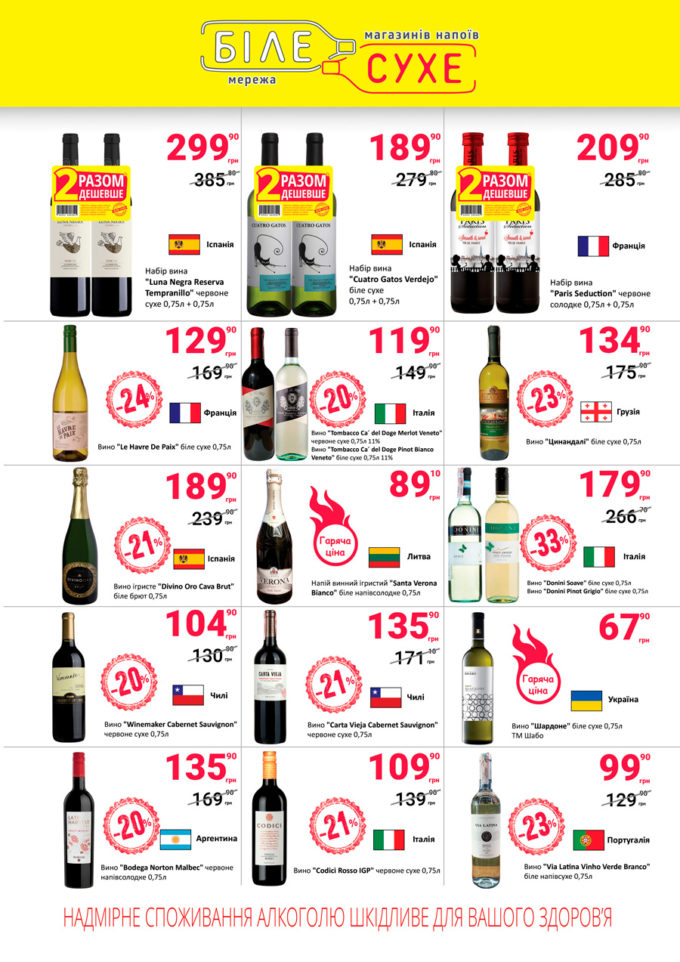 БІЛЕ
магазинів напоїв
мережа
СУХЕ
299 90 грн
385 80 грн
2 РАЗОМ
ДЕШЕВШЕ
LUNA NEGRA
Іспанія
Набір вина
"Luna Negra Reserva
Tempranillo" червоне
сухе 0,75л + 0,75л
189 90 грн
279 80 грн
2 РАЗОМ
ДЕШЕВШЕ
CUATRO GATOS
Іспанія
Набір вина
"Cuatro Gatos Verdejo"
біле сухе
0,75л + 0,75л
209 90 грн
285 80 грн
2 РАЗОМ
ДЕШЕВШЕ
PARIS
Seduction
Франція
Набір вина
"Paris Seduction" червоне
солодке 0,75л + 0,75л
129 90 грн
169 90 грн
-24%
Франція
Вино "Le Havre De Paix" біле сухе 0,75л
119 90 грн
149 90 грн
-20%
Італія
Вино "Tombacco Ca΄ del Doge Merlot Veneto"
червоне сухе 0,75л 11%
Вино "Tombacco Ca΄ del Doge Pinot Bianco
Veneto" біле сухе 0,75л 11%
134 90 грн
175 90 грн
-23%
Грузія
Вино "Цинандалі" біле сухе 0,75л
189 90 грн
239 90 грн
-21%
Іспанія
Вино ігристе "Divino Oro Cava Brut"
біле брют 0,75л
89 10 грн
Гаряча
ціна
VERONA
Литва
Напій винний ігристий "Santa Verona
Bianco" біле напівсолодке 0,75л
179 90 грн
266 70 грн
-33%
DONINI
Італія
Вино "Donini Soave" біле сухе 0,75л
Вино "Donini Pinot Grigio" біле сухе 0,75л
104 90 грн
130 80 грн
-20%
Чилі
Вино "Winemaker Cabernet Sauvignon"
червоне сухе 0,75л
135 90 грн
171 10 грн
CARTA VIEJA
-21%
Чилі
Вино "Carta Vieja Cabernet Sauvignon"
червоне сухе 0,75л
67 90 грн
Гаряча
ціна
Україна
Вино "Шардоне" біле сухе 0,75л
ТМ Шабо
135 90 грн
169 90 грн
-20%
Аргентина
Вино "Bodega Norton Malbec" червоне
напівсолодке 0,75л
109 90 грн
139 90 грн
CODICI
-21%
Італія
Вино "Codici Rosso IGP" червоне сухе 0,75л
99 90 грн
129 90 грн
VIA LATINA
-23%
Португалія
Вино "Via Latina Vinho Verde Branco"
біле напівсухе 0,75л
НАДМІРНЕ СПОЖИВАННЯ АЛКОГОЛЮ ШКІДЛИВЕ ДЛЯ ВАШОГО ЗДОРОВ'Я